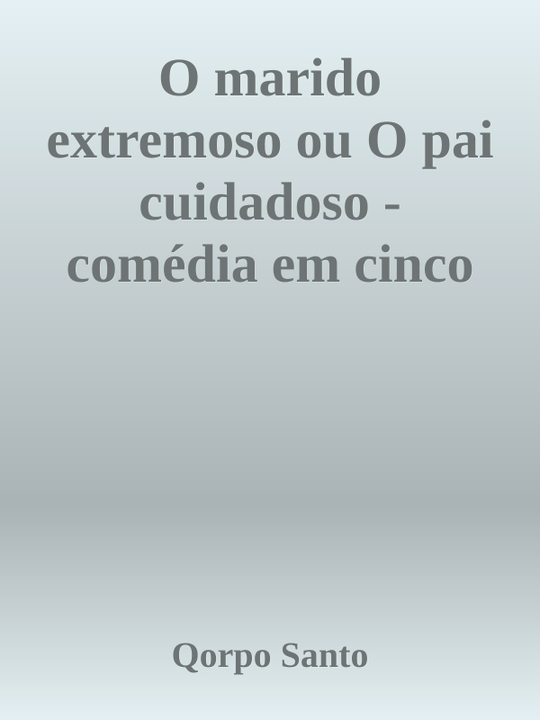 O marido
extremoso ou O pai
cuidadoso -
comédia em cinco
Qorpo Santo